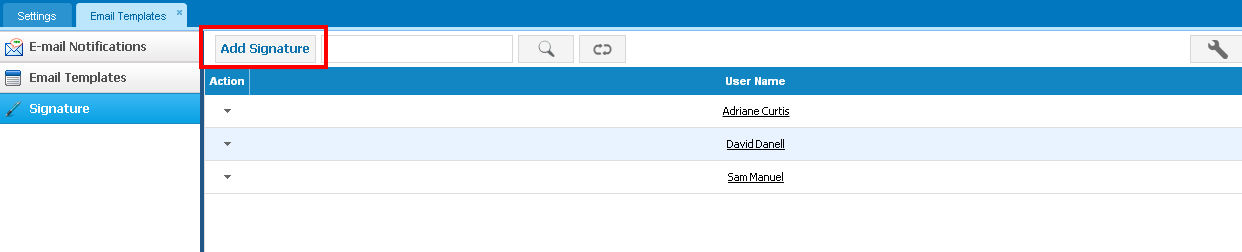 Settings
Email Templates
E-mail Notifications
Email Templates
Signature
Add Signature
Action User Name
Adriane Curtis
David Danell
Sam Manuel